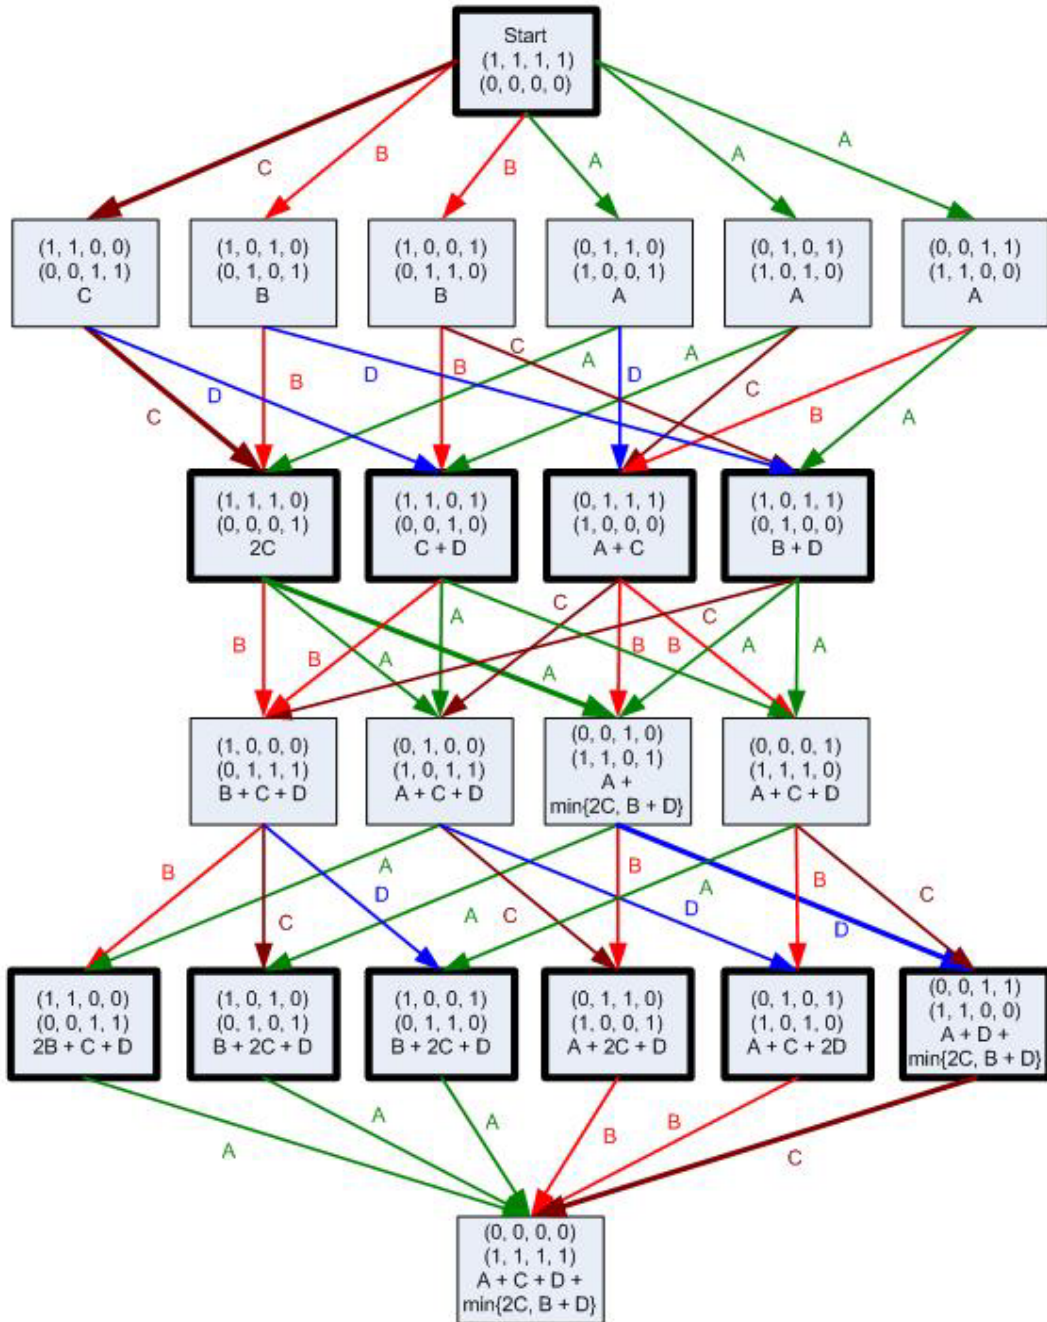 Start
(1, 1, 1, 1)
(0, 0, 0, 0)
C
B
B
A
A
A
(1, 1, 0, 0)
(0, 0, 1, 1)
C
(1, 0, 1, 0)
(0, 1, 0, 1)
B
(1, 0, 0, 1)
(0, 1, 1, 0)
B
(0, 1, 1, 0)
(1, 0, 0, 1)
A
(0, 1, 0, 1)
(1, 0, 1, 0)
A
(0, 0, 1, 1)
(1, 1, 0, 0)
A
C
D
B
D
B
C
A
D
A
C
B
A
(1, 1, 1, 0)
(0, 0, 0, 1)
2C
(1, 1, 0, 1)
(0, 0, 1, 0)
C + D
(0, 1, 1, 1)
(1, 0, 0, 0)
A + C
(1, 0, 1, 1)
(0, 1, 0, 0)
B + D
B
B
A
A
A
C
B
B
C
A
A
(1, 0, 0, 0)
(0, 1, 1, 1)
B + C + D
(0, 1, 0, 0)
(1, 0, 1, 1)
A + C + D
(0, 0, 1, 0)
(1, 1, 0, 1)
A +
min{2C, B + D}
(0, 0, 0, 1)
(1, 1, 1, 0)
A + C + D
B
C
D
A
A
C
B
D
A
B
D
C
(1, 1, 0, 0)
(0, 0, 1, 1)
2B + C + D
(1, 0, 1, 0)
(0, 1, 0, 1)
B + 2C + D
(1, 0, 0, 1)
(0, 1, 1, 0)
B + 2C + D
(0, 1, 1, 0)
(1, 0, 0, 1)
A + 2C + D
(0, 1, 0, 1)
(1, 0, 1, 0)
A + C + 2D
(0, 0, 1, 1)
(1, 1, 0, 0)
A + D +
min{2C, B + D}
A
A
A
B
B
C
(0, 0, 0, 0)
(1, 1, 1, 1)
A + C + D +
min{2C, B + D}